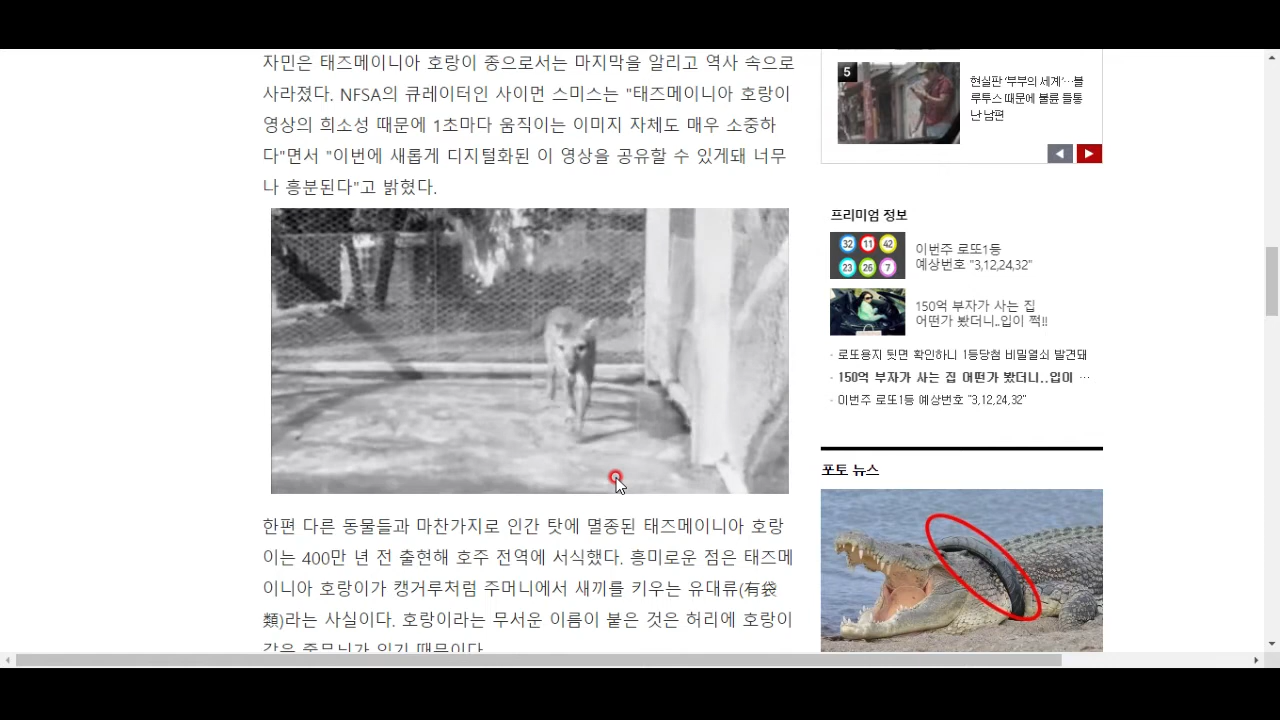 자민은 태즈메이니아 호랑이 종으로서는 마지막을 알리고 역사 속으로
사라졌다. NFSA의 큐레이터인 사이먼 스미스는 "태즈메이니아 호랑이
영상의 희소성 때문에 1초마다 움직이는 이미지 자체도 매우 소중하
다"면서 "이번에 새롭게 디지털화된 이 영상을 공유할 수 있게돼 너무
나 흥분된다"고 밝혔다.
한편 다른 동물들과 마찬가지로 인간 탓에 멸종된 태즈메이니아 호랑
이는 400만 년 전 출현해 호주 전역에 서식했다. 흥미로운 점은 태즈메
이니아 호랑이가 캥거루처럼 주머니에서 새끼를 키우는 유대류(有袋
類)라는 사실이다. 호랑이라는 무서운 이름이 붙은 것은 허리에 호랑이
같은 줄무늬가 있기 때문이다.
5
현실판 '부부의 세계'…블
루투스 때문에 불륜 들통
난 남편
프리미엄 정보
32 11 42
23 26 7
이번주 로또1등
예상번호 "3,12,24,32"
150억 부자가 사는 집
어떤가 봤더니..입이 쩍!!
· 로또용지 뒷면 확인하니 1등당첨 비밀열쇠 발견돼
· 150억 부자가 사는 집 어떤가 봤더니..입이 …
· 이번주 로또1등 예상번호 "3,12,24,32"
포토 뉴스